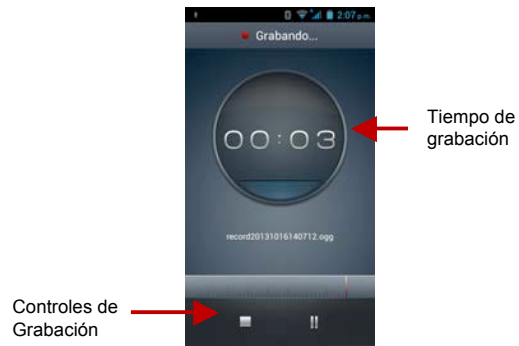 2:07 p.m.
Grabando...
00:03
Tiempo de
grabación
record20131016140712.ogg
Controles de
Grabación